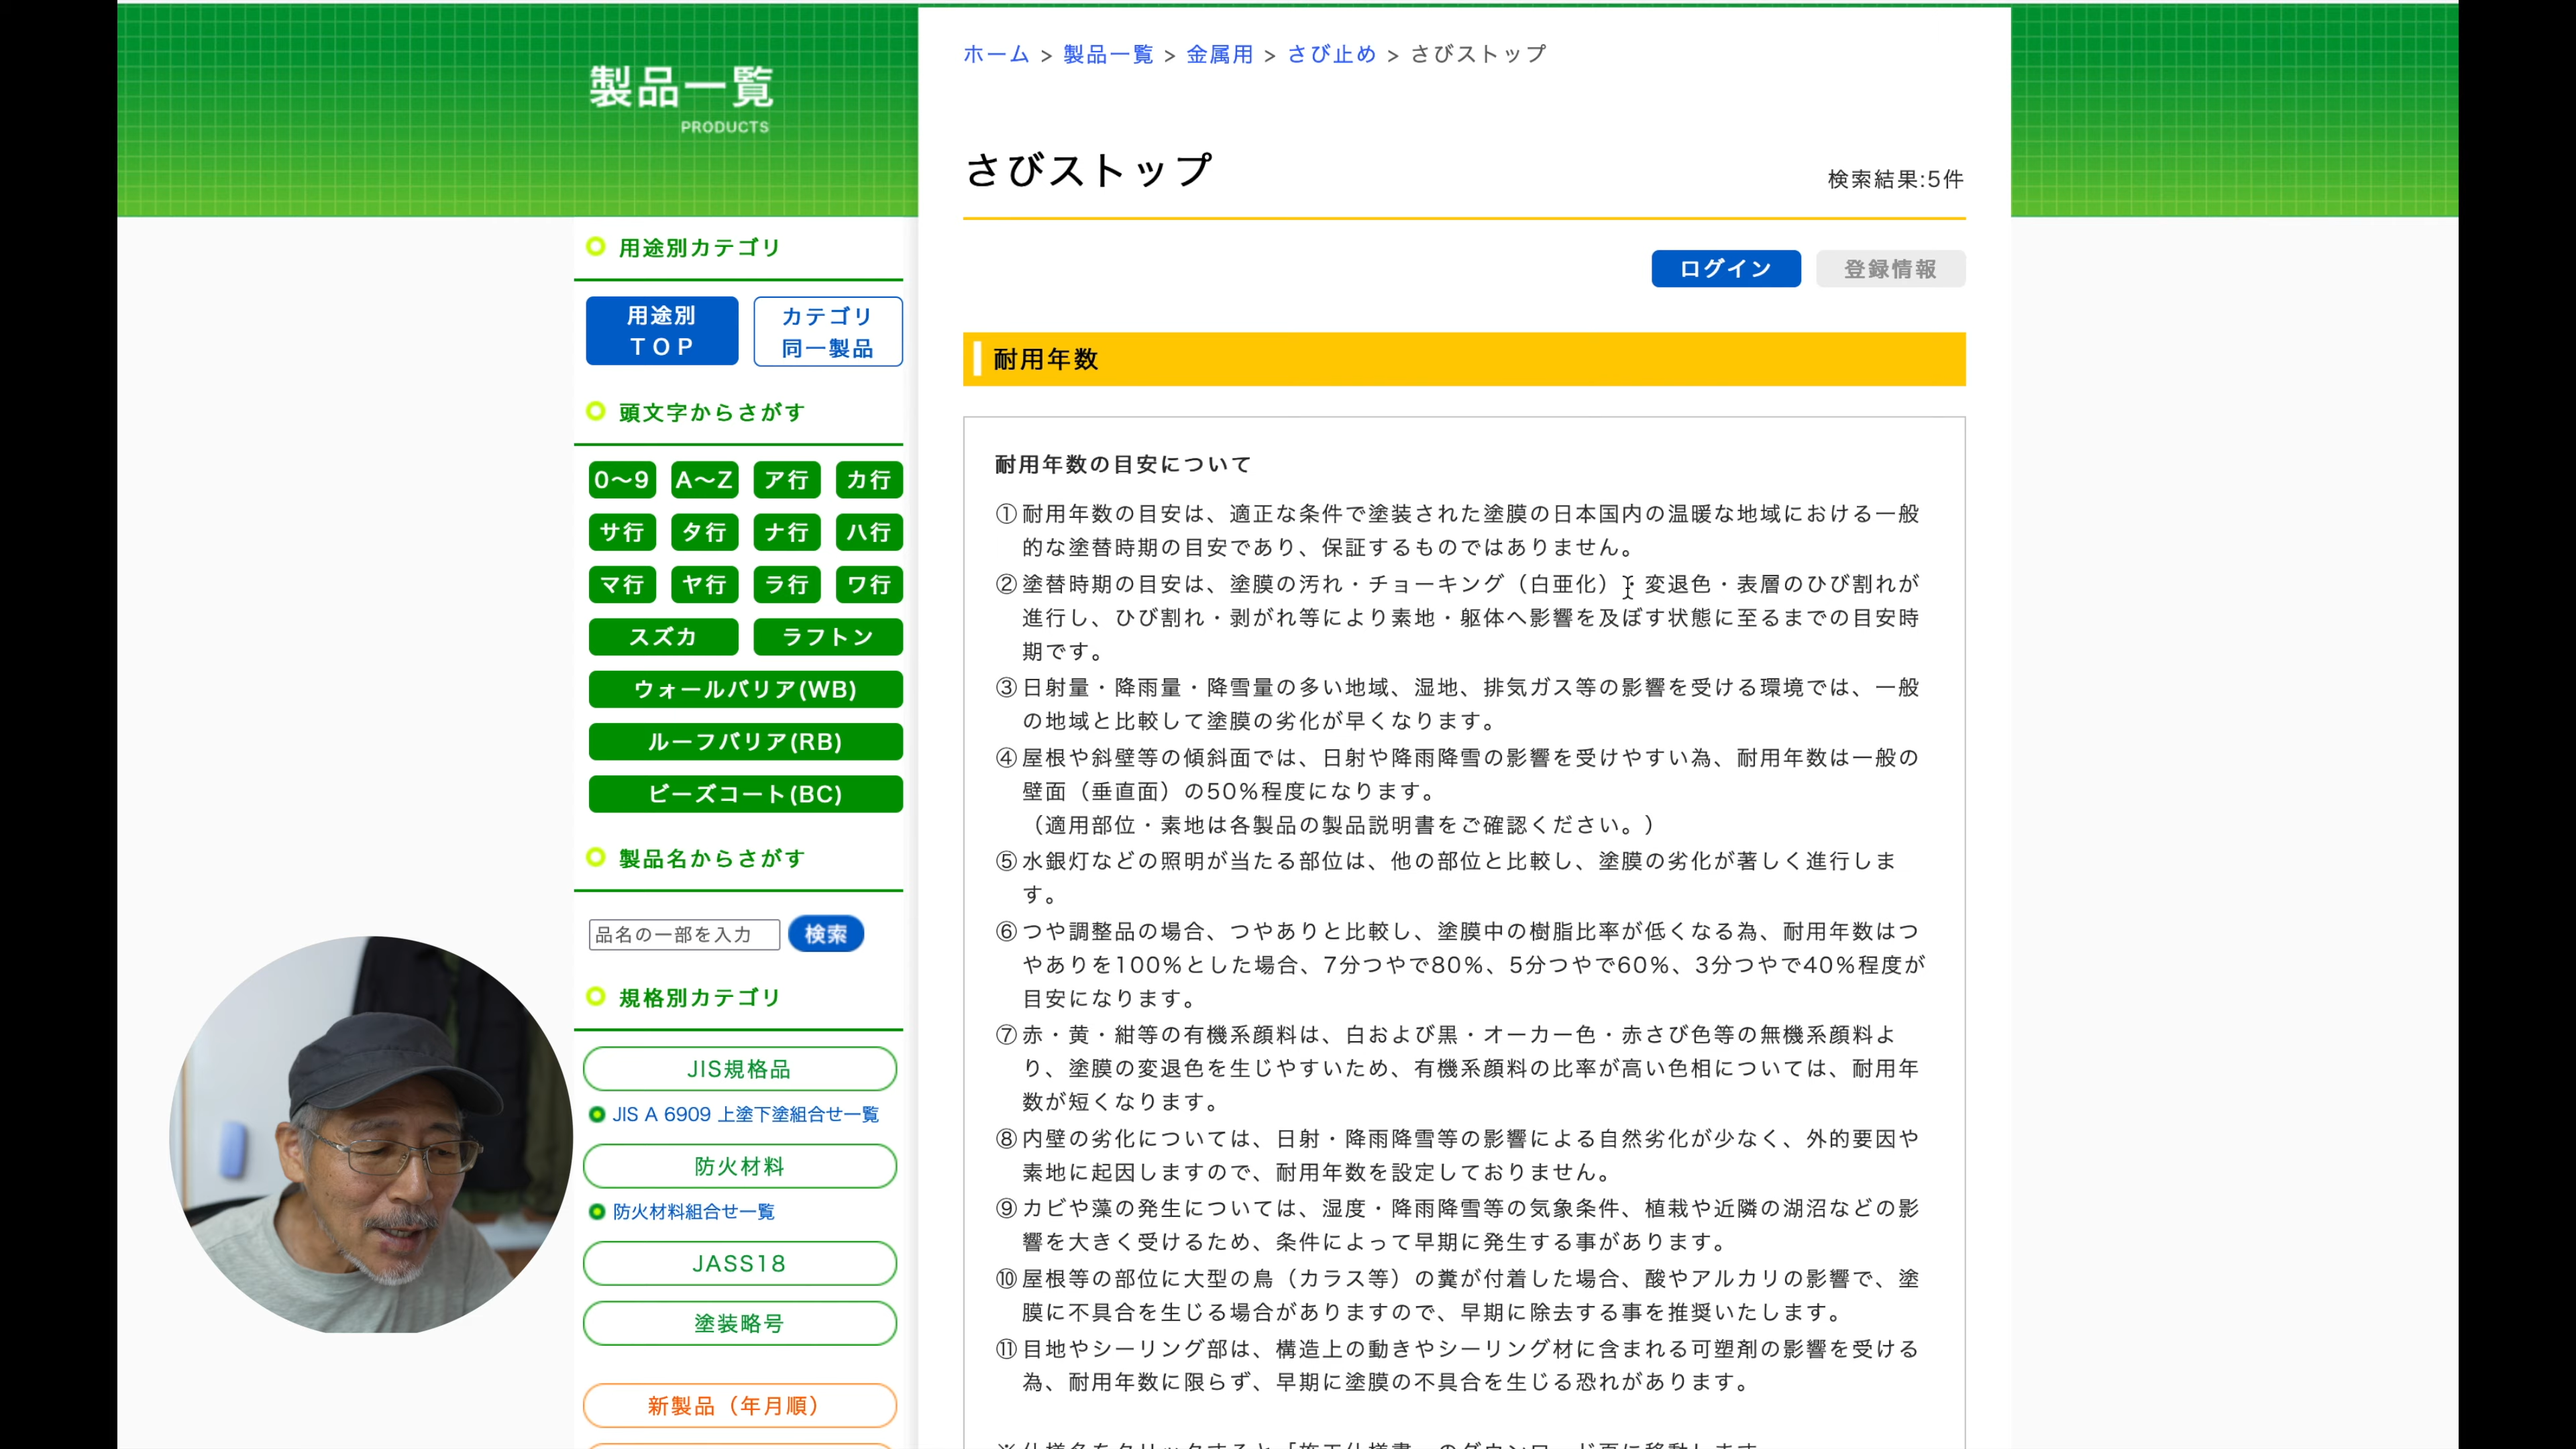 製品一覧
PRODUCTS
用途別カテゴリ
用途別
TOP
カテゴリ
同一製品
頭文字からさがす
0〜9 A〜Z ア行 カ行
サ行 タ行 ナ行 ハ行
マ行 ヤ行 ラ行 ワ行
スズカ ラフトン
ウォールバリア(WB)
ルーフバリア(RB)
ビーズコート(BC)
製品名からさがす
品名の一部を入力 検索
規格別カテゴリ
JIS規格品
JIS A 6909 上塗下塗組合せ一覧
防火材料
防火材料組合せ一覧
JASS18
塗装略号
新製品（年月順）
ホーム > 製品一覧 > 金属用 > さび止め > さびストップ
さびストップ
検索結果:5件
ログイン 登録情報
耐用年数
耐用年数の目安について
①耐用年数の目安は、適正な条件で塗装された塗膜の日本国内の温暖な地域における一般
的な塗替時期の目安であり、保証するものではありません。
②塗替時期の目安は、塗膜の汚れ・チョーキング（白亜化）・変退色・表層のひび割れが
進行し、ひび割れ・剥がれ等により素地・躯体へ影響を及ぼす状態に至るまでの目安時
期です。
③日射量・降雨量・降雪量の多い地域、湿地、排気ガス等の影響を受ける環境では、一般
の地域と比較して塗膜の劣化が早くなります。
④屋根や斜壁等の傾斜面では、日射や降雨降雪の影響を受けやすい為、耐用年数は一般の
壁面（垂直面）の50%程度になります。
（適用部位・素地は各製品の製品説明書をご確認ください。）
⑤水銀灯などの照明が当たる部位は、他の部位と比較し、塗膜の劣化が著しく進行しま
す。
⑥つや調整品の場合、つやありと比較し、塗膜中の樹脂比率が低くなる為、耐用年数はつ
やありを100%とした場合、7分つやで80%、5分つやで60%、3分つやで40%程度が
目安になります。
⑦赤・黄・紺等の有機系顔料は、白および黒・オーカー色・赤さび色等の無機系顔料よ
り、塗膜の変退色を生じやすいため、有機系顔料の比率が高い色相については、耐用年
数が短くなります。
⑧内壁の劣化については、日射・降雨降雪等の影響による自然劣化が少なく、外的要因や
素地に起因しますので、耐用年数を設定しておりません。
⑨カビや藻の発生については、湿度・降雨降雪等の気象条件、植栽や近隣の湖沼などの影
響を大きく受けるため、条件によって早期に発生する事があります。
⑩屋根等の部位に大型の鳥（カラス等）の糞が付着した場合、酸やアルカリの影響で、塗
膜に不具合を生じる場合がありますので、早期に除去する事を推奨いたします。
⑪目地やシーリング部は、構造上の動きやシーリング材に含まれる可塑剤の影響を受ける
為、耐用年数に限らず、早期に塗膜の不具合を生じる恐れがあります。